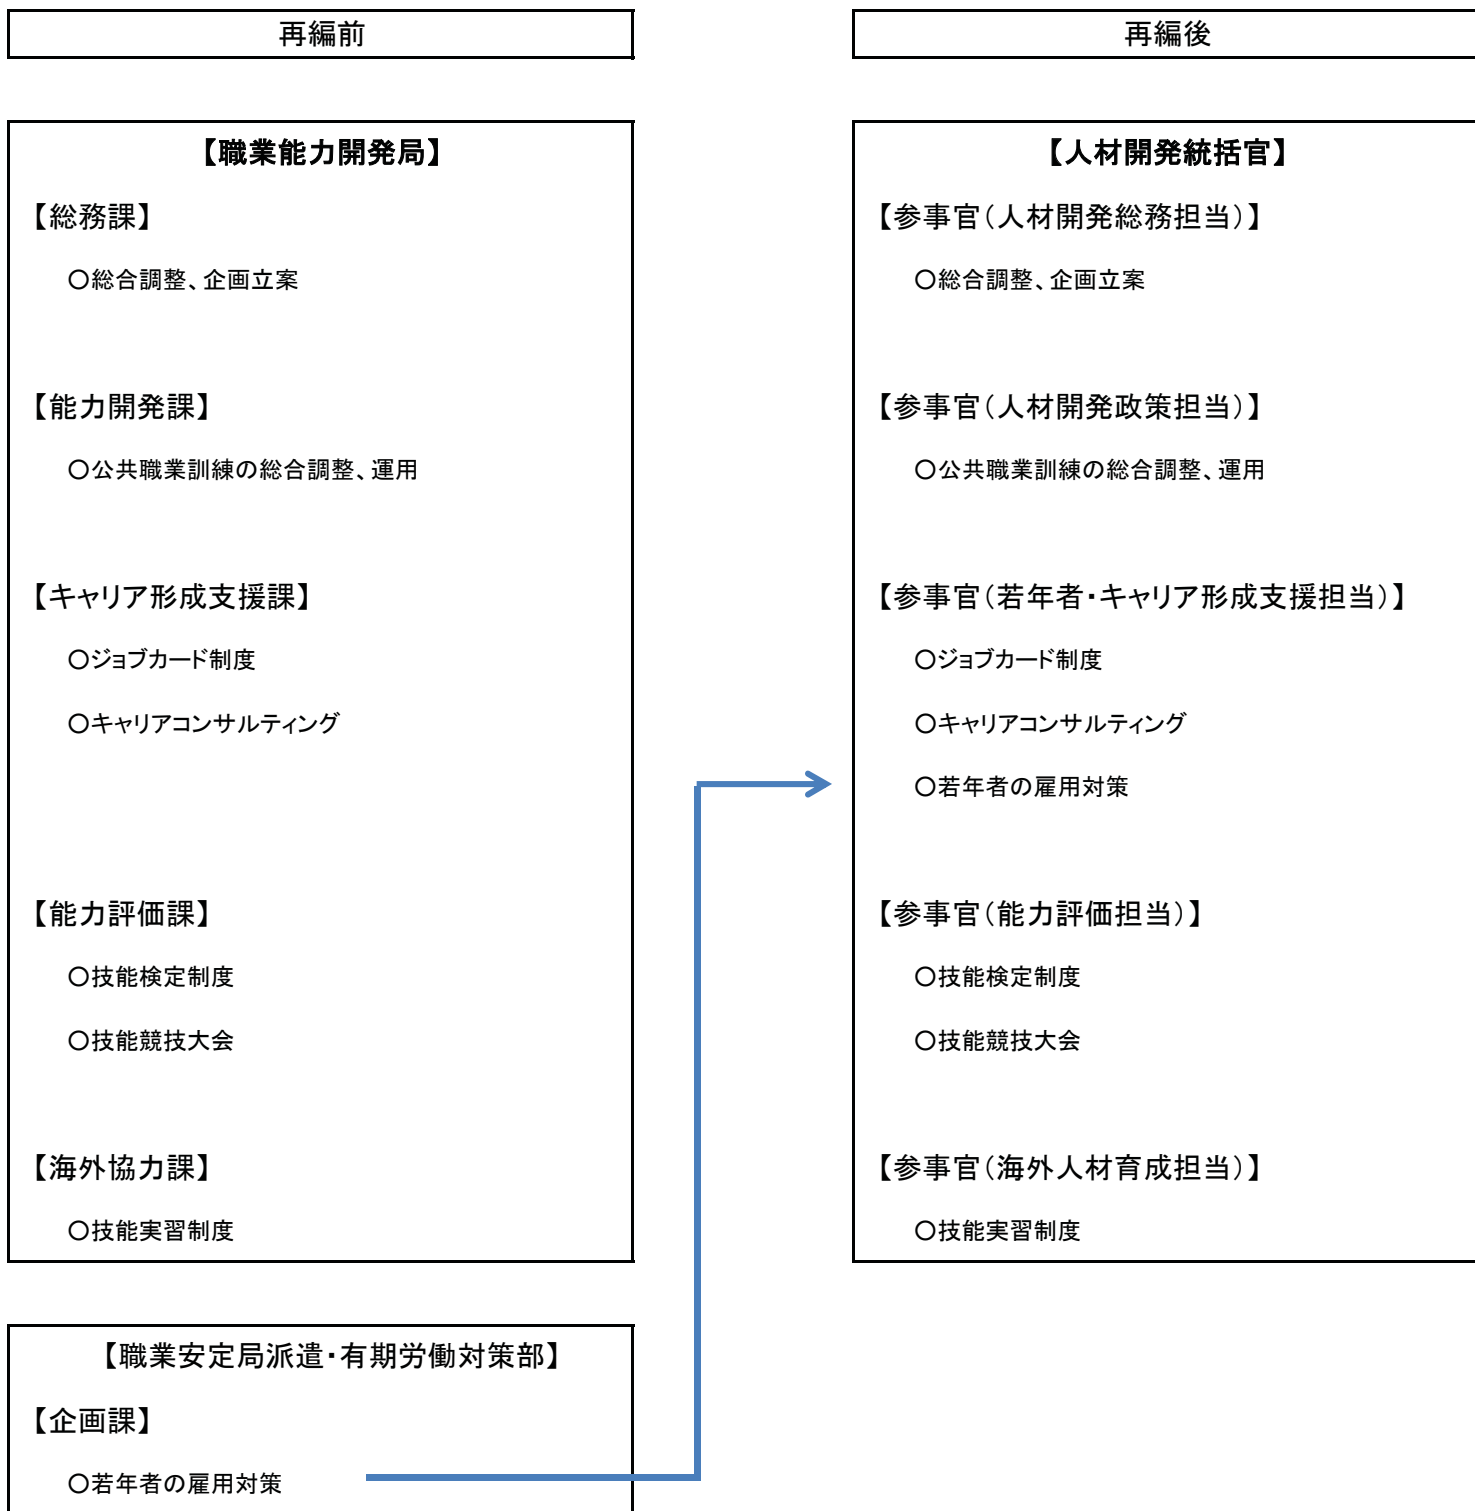 再編前
【職業能力開発局】
【総務課】
○総合調整、企画立案
【能力開発課】
○公共職業訓練の総合調整、運用
【キャリア形成支援課】
○ジョブカード制度
○キャリアコンサルティング
【能力評価課】
○技能検定制度
○技能競技大会
【海外協力課】
○技能実習制度
【職業安定局派遣・有期労働対策部】
【企画課】
○若年者の雇用対策
再編後
【人材開発統括官】
【参事官（人材開発総務担当）】
○総合調整、企画立案
【参事官（人材開発政策担当）】
○公共職業訓練の総合調整、運用
【参事官（若年者・キャリア形成支援担当）】
○ジョブカード制度
○キャリアコンサルティング
○若年者の雇用対策
【参事官（能力評価担当）】
○技能検定制度
○技能競技大会
【参事官（海外人材育成担当）】
○技能実習制度